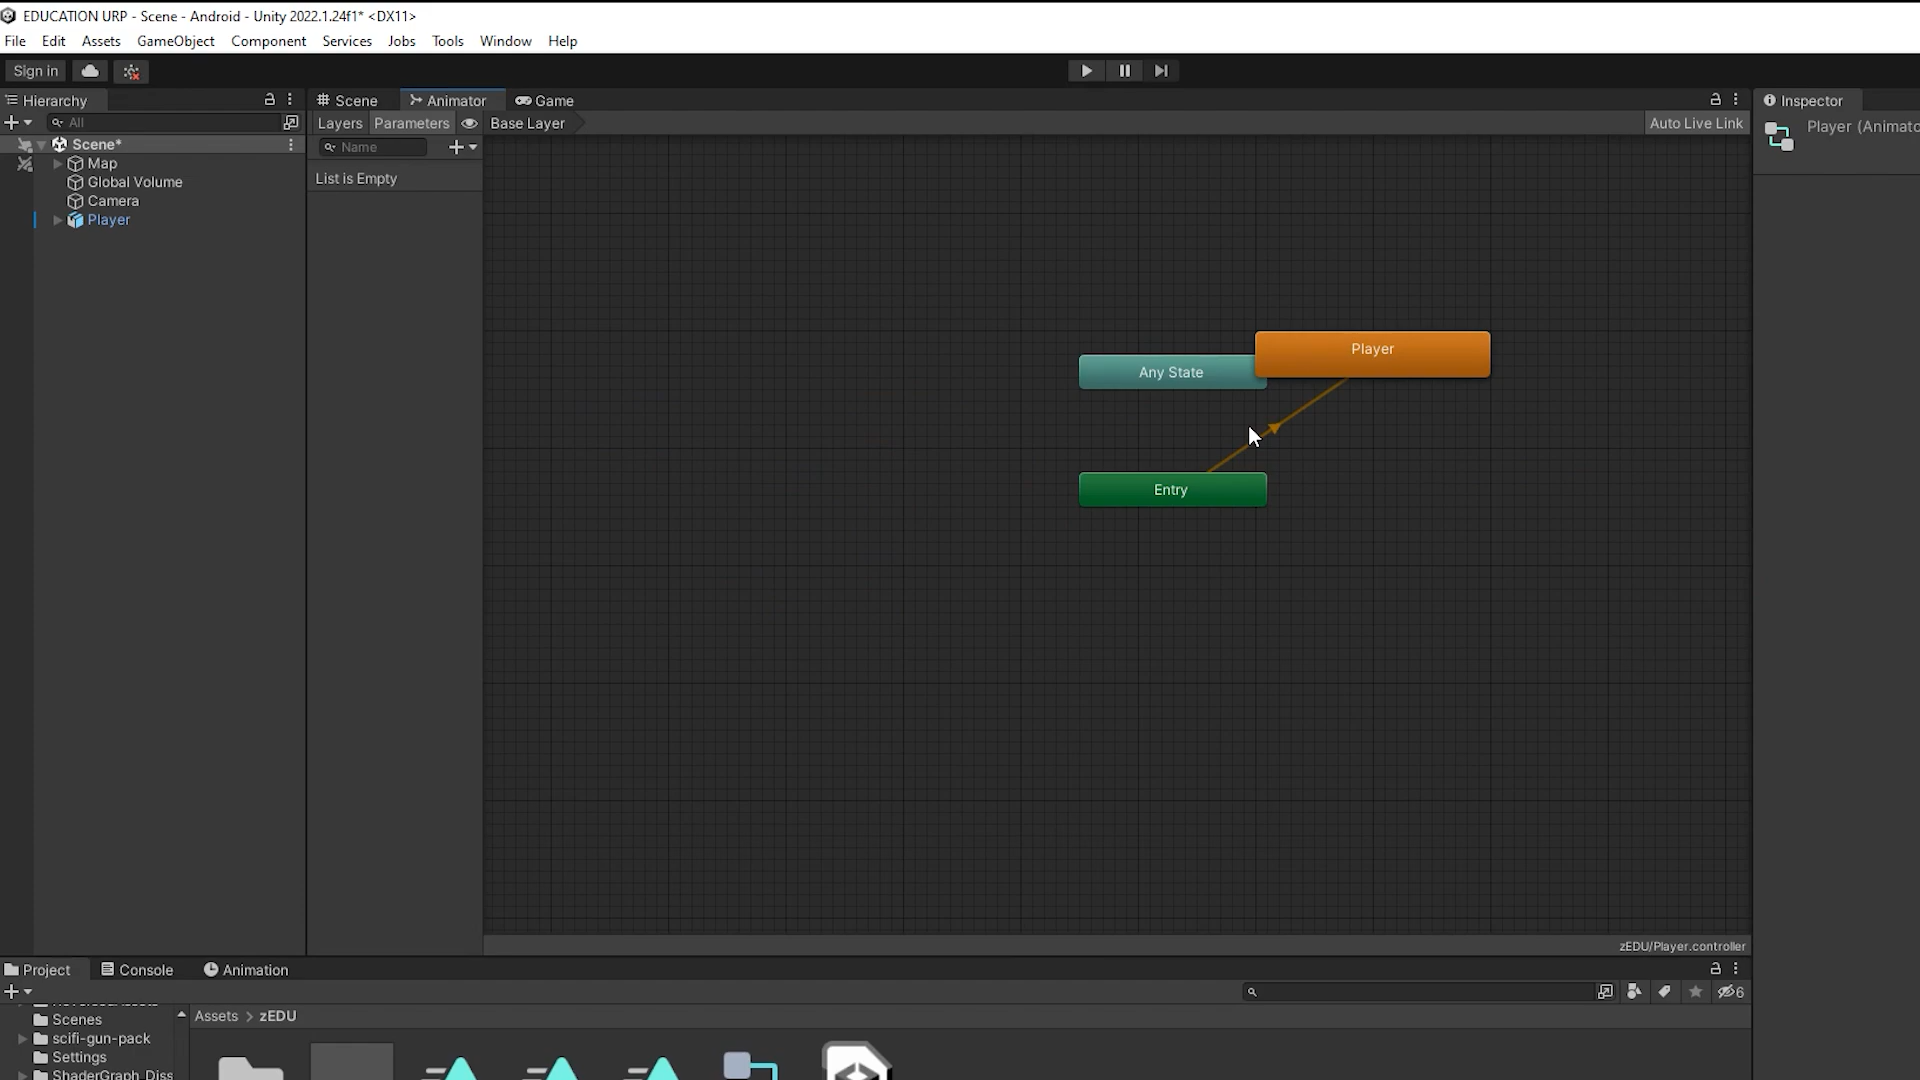 EDUCATION URP - Scene - Android - Unity 2022.1.24f1* <DX11>
File Edit Assets GameObject Component Services Jobs Tools Window Help
Sign in
Hierarchy
All
Scene*
Map
Global Volume
Camera
Player
Scene Animator Game
Layers Parameters Base Layer Auto Live Link
Name
List is Empty
Player
Any State
Entry
zEDU/Player.controller
Inspector
Player (Animato
Project Console Animation
6
Scenes
scifi-gun-pack
Settings
ShaderGraph_Diss
Assets > zEDU